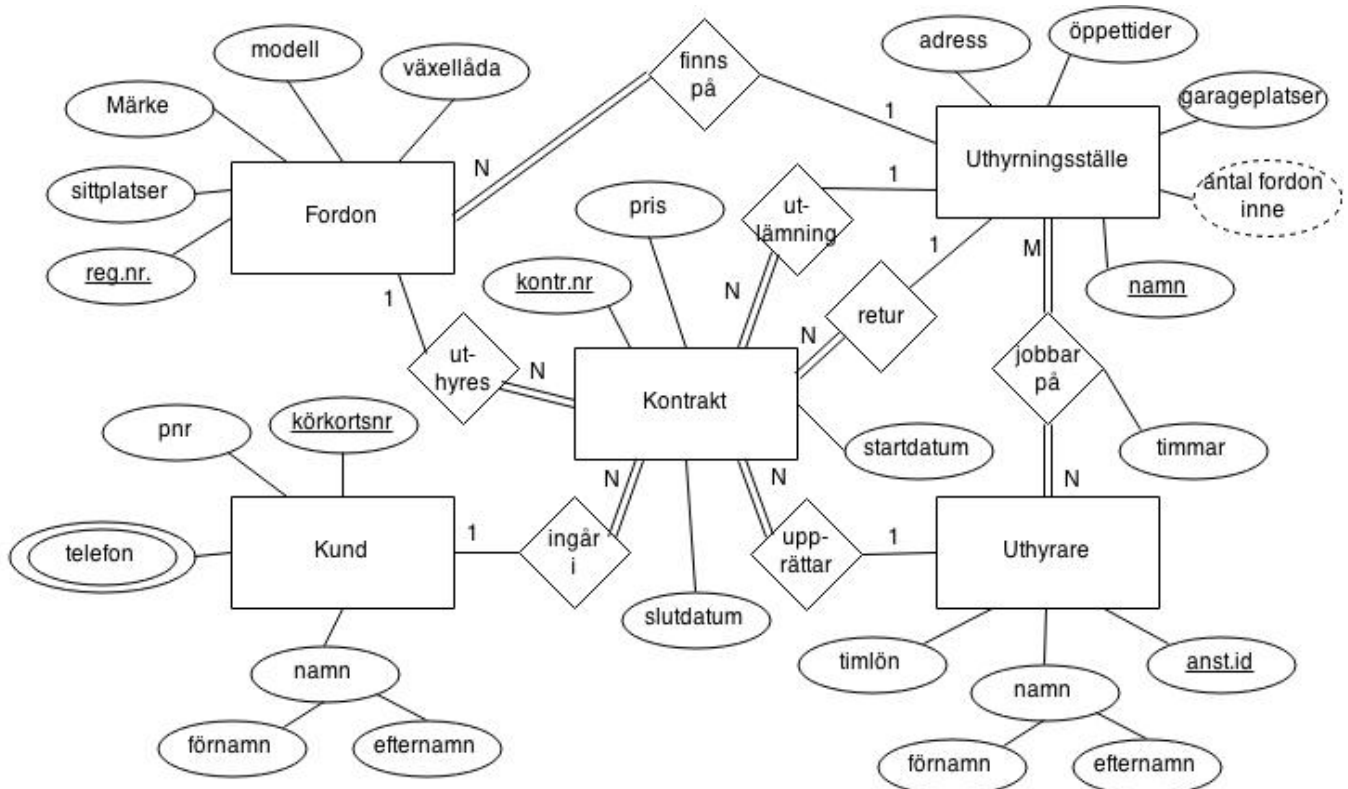 modell
växellåda
Märke
sittplatser
reg.nr.
Fordon
N
finns
på
1
adress
öppettider
garageplatser
antal fordon
inne
namn
Uthyrningsställe
1
ut-
lämning
N
1
retur
N
M
jobbar
på
timmar
N
pris
kontr.nr
1
ut-
hyres
N
Kontrakt
startdatum
slutdatum
pnr
körkortsnr
telefon
Kund
1
ingår
i
N
N
upp-
rättar
1
Uthyrare
namn
förnamn
efternamn
timlön
namn
anst.id
förnamn
efternamn